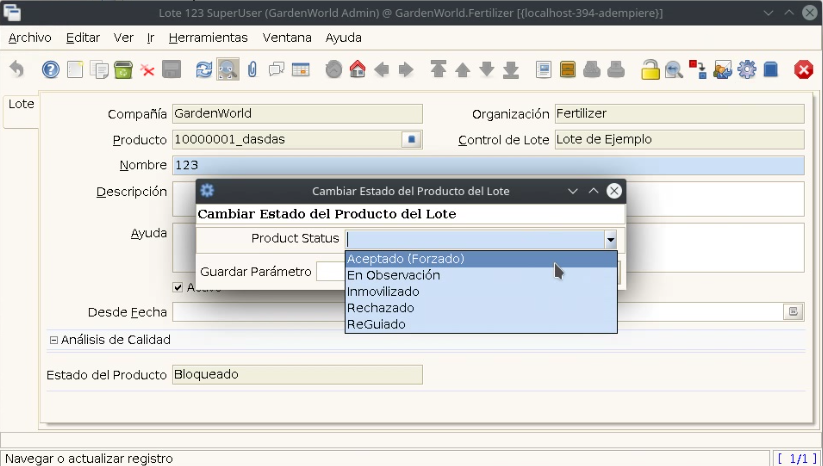 Lote 123 SuperUser (GardenWorld Admin) @ GardenWorld.Fertilizer [{localhost-394-adempiere}]
Archivo Editar Ver Ir Herramientas Ventana Ayuda
Lote
Compañía GardenWorld Organización Fertilizer
Producto 10000001_dasdas Control de Lote Lote de Ejemplo
Nombre 123
Cambiar Estado del Producto del Lote
Descripción
Cambiar Estado del Producto del Lote
Ayuda
Product Status
Aceptado (Forzado)
Guardar Parámetro
En Observación
Inmovilizado
Rechazado
Desde Fecha
ReGuiado
Análisis de Calidad
Estado del Producto Bloqueado
Navegar o actualizar registro [ 1/1 ]